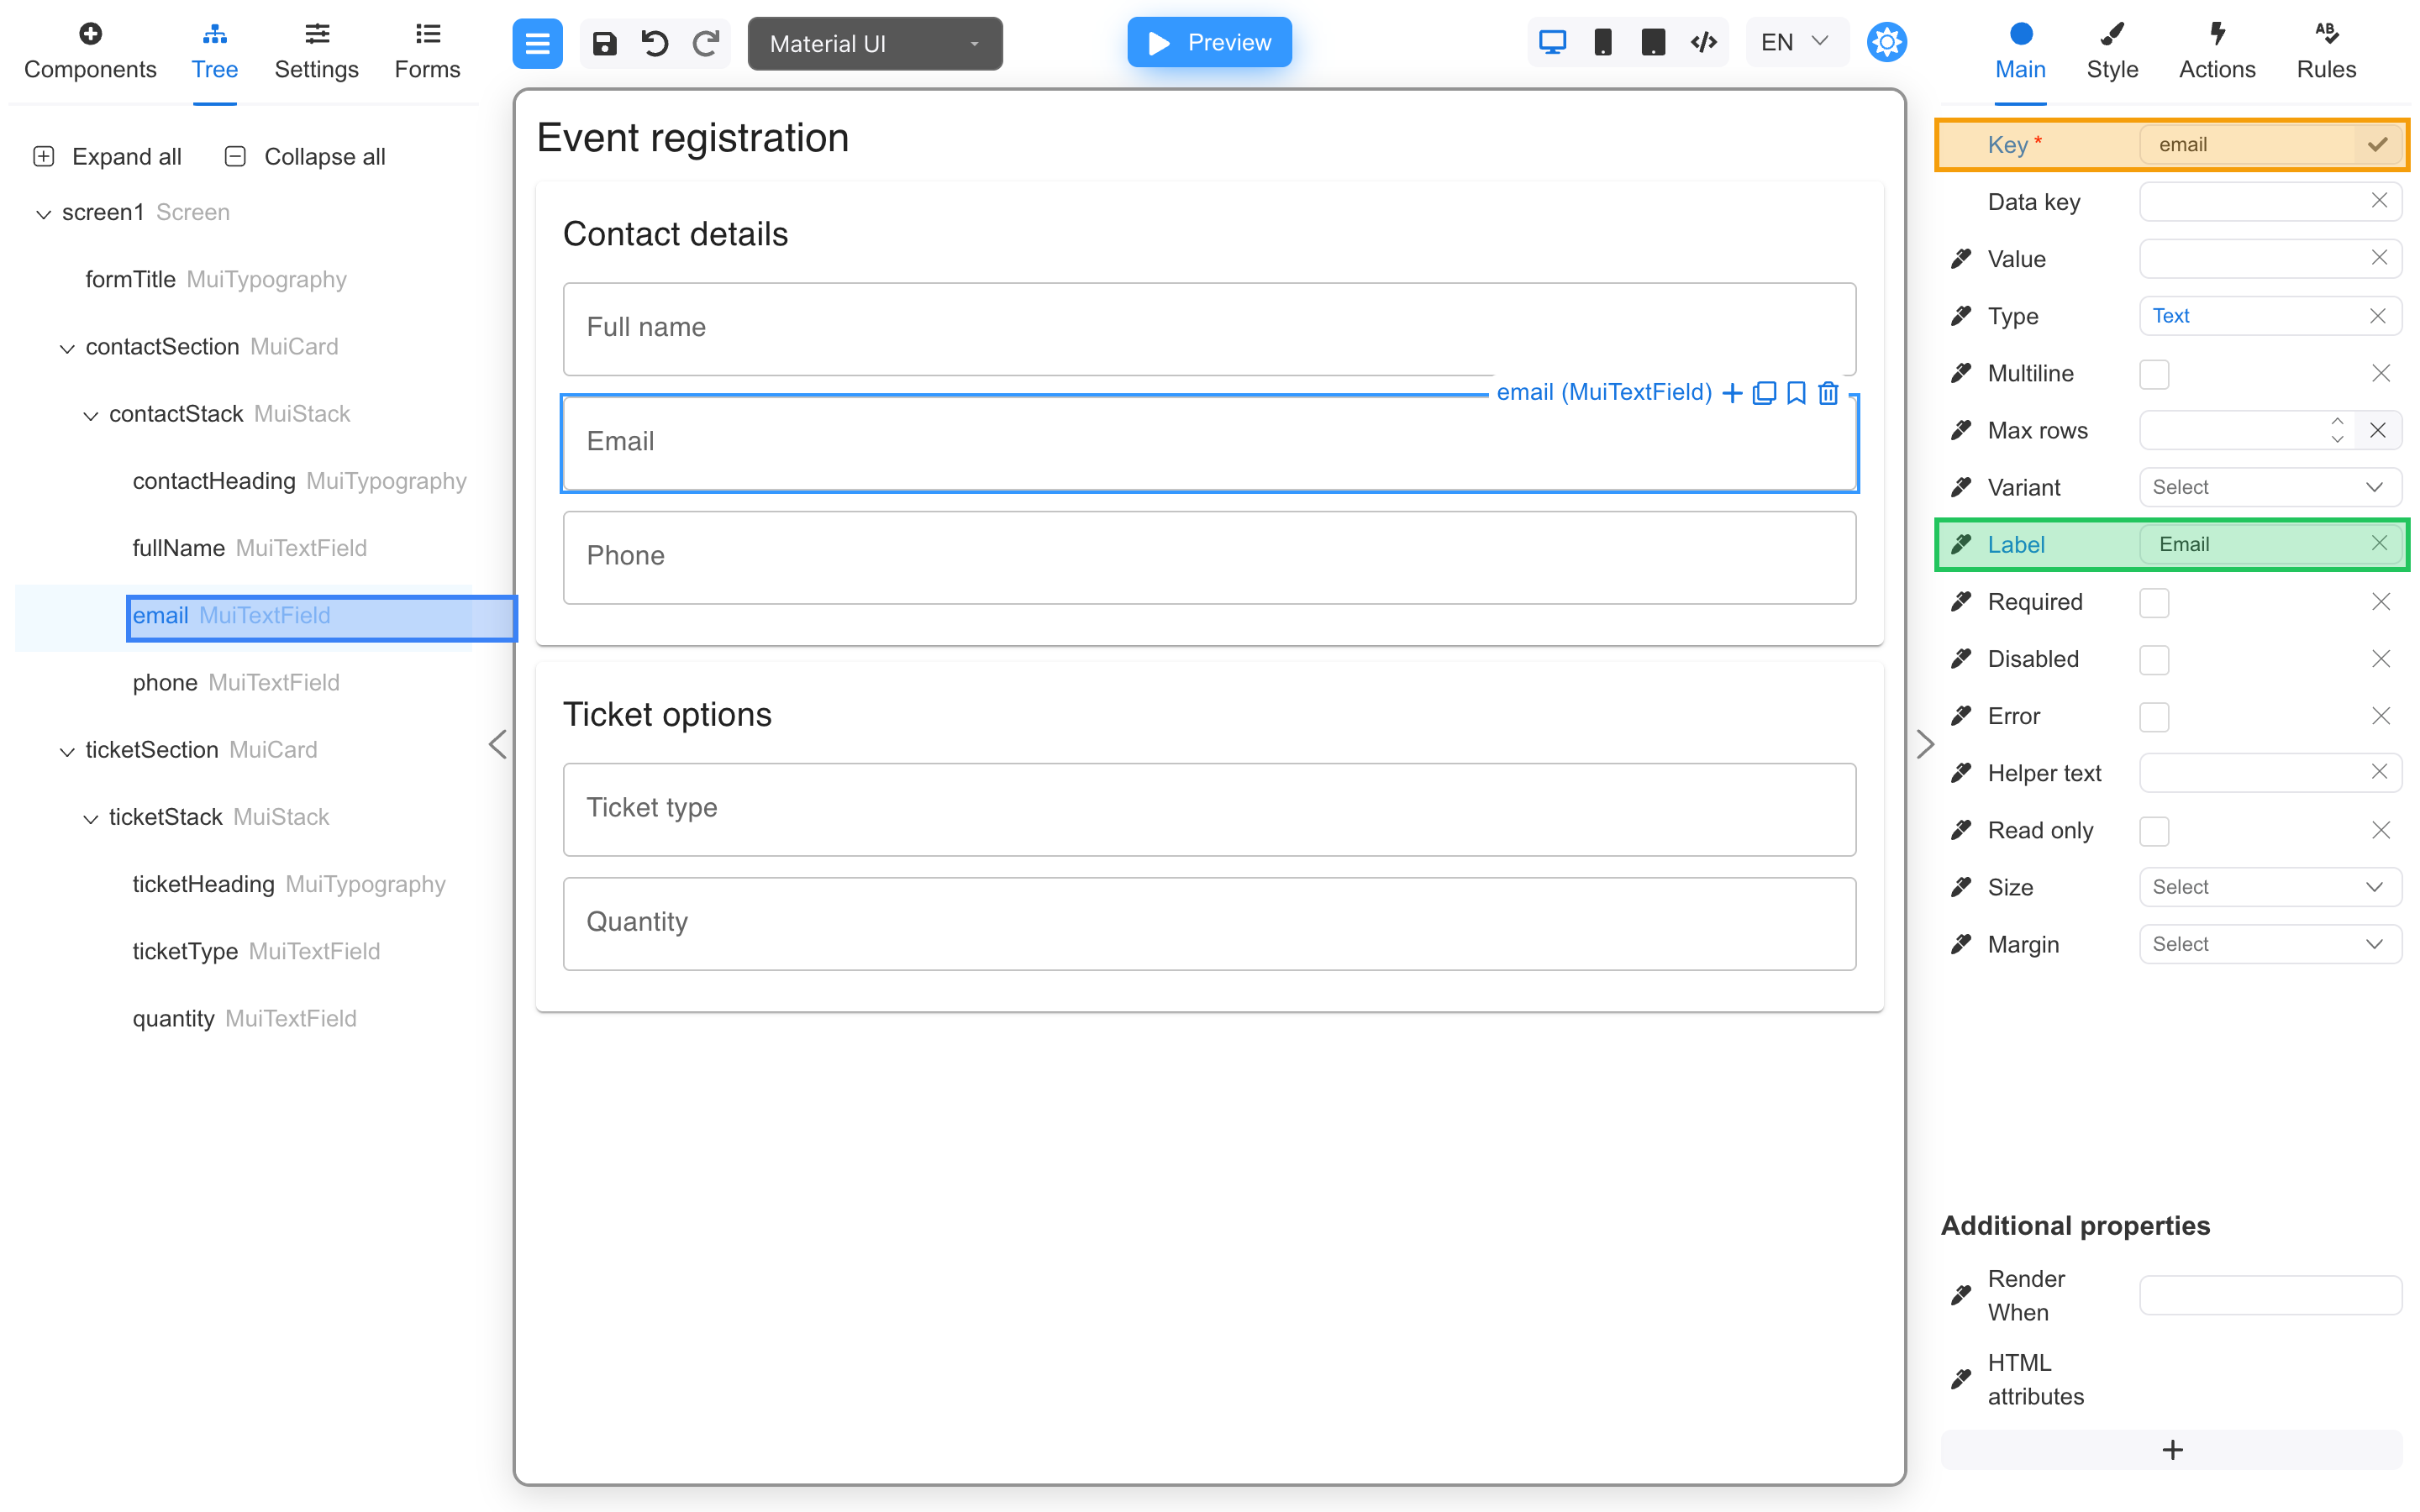 Components Tree Settings Forms
Material UI
Preview
EN
Main Style Actions Rules
Expand all Collapse all
screen1 Screen
formTitle MuiTypography
contactSection MuiCard
contactStack MuiStack
contactHeading MuiTypography
fullName MuiTextField
email MuiTextField
phone MuiTextField
ticketSection MuiCard
ticketStack MuiStack
ticketHeading MuiTypography
ticketType MuiTextField
quantity MuiTextField
Event registration
Contact details
Full name
email (MuiTextField)
Email
Phone
Ticket options
Ticket type
Quantity
Key * email
Data key
Value
Type Text
Multiline
Max rows
Variant Select
Label Email
Required
Disabled
Error
Helper text
Read only
Size Select
Margin Select
Additional properties
Render
When
HTML
attributes